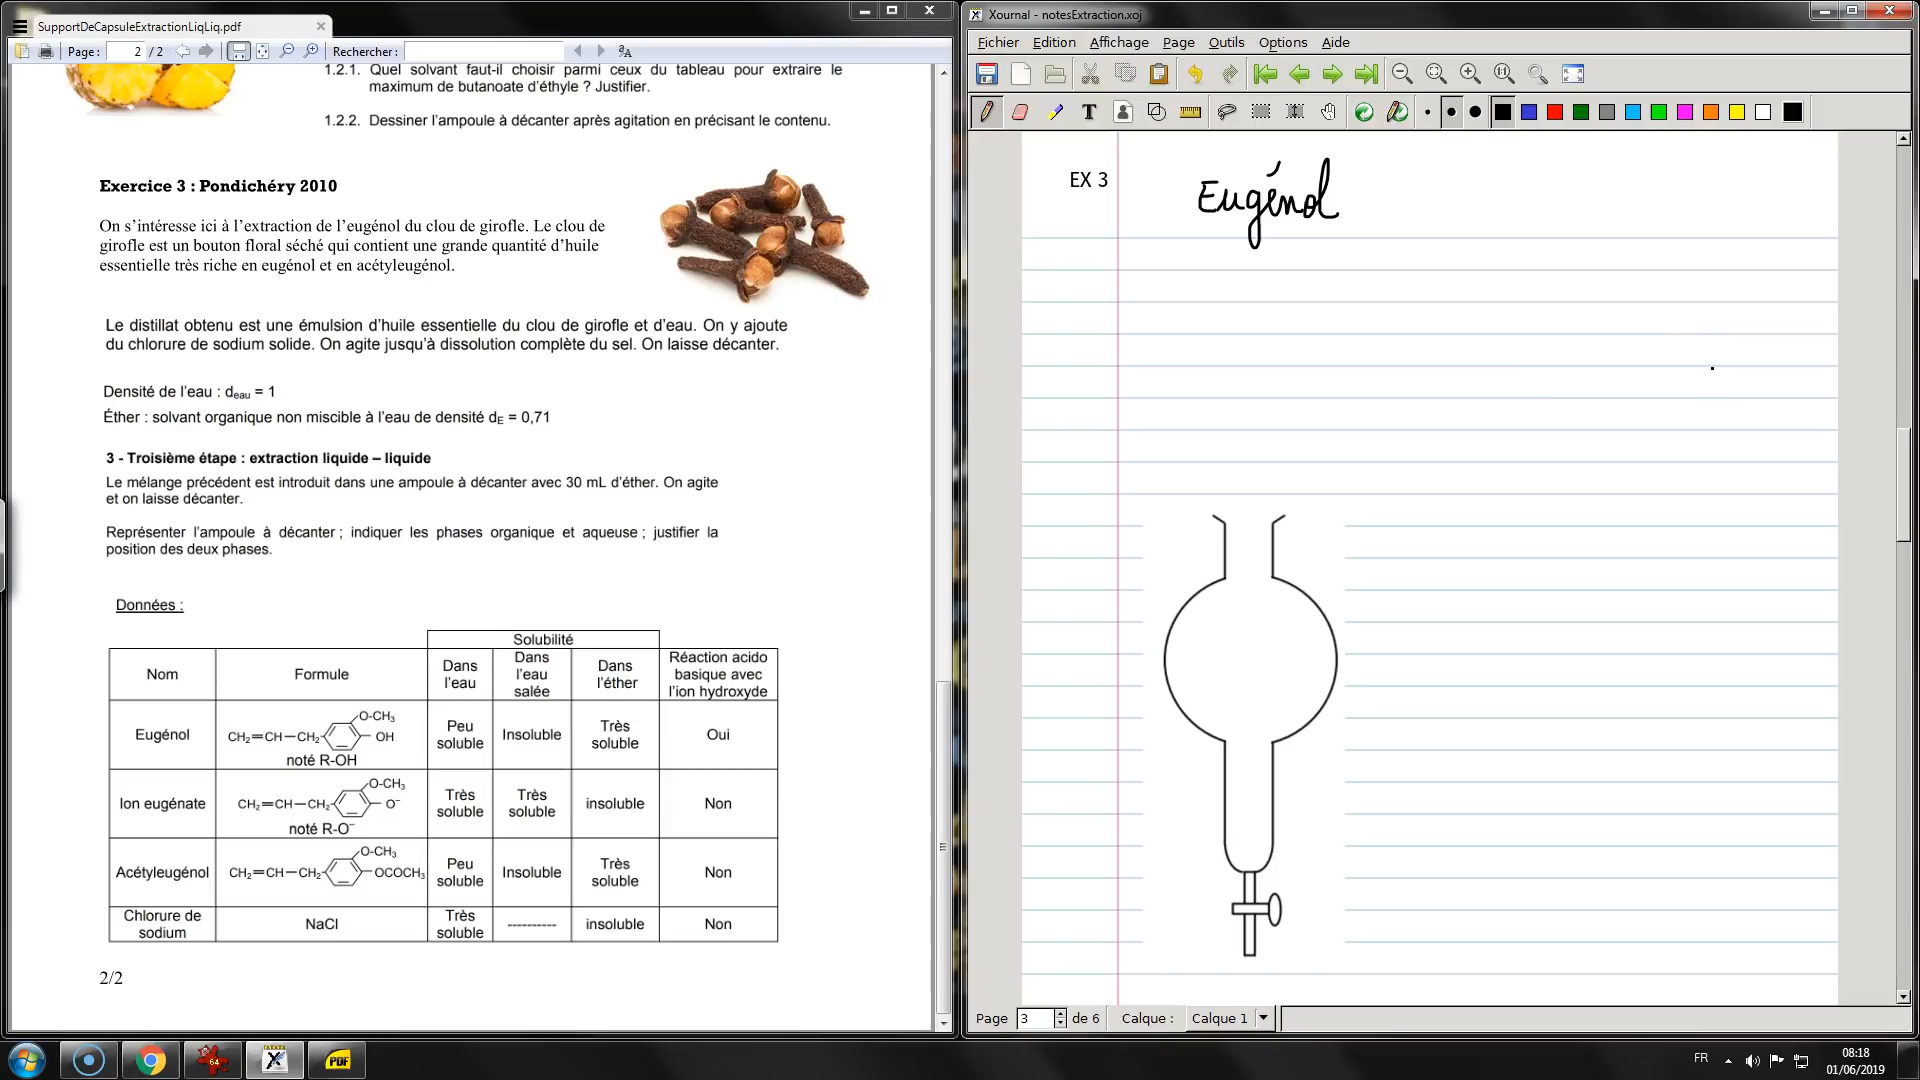 SupportDeCapsuleExtractionLiqLiq.pdf
Page :
2
/ 2
Rechercher :
1.2.1. Quel solvant faut-il choisir parmi ceux du tableau pour extraire le
maximum de butanoate d'éthyle ? Justifier.
1.2.2. Dessiner l'ampoule à décanter après agitation en précisant le contenu.
Exercice 3 : Pondichéry 2010
On s'intéresse ici à l'extraction de l'eugénol du clou de girofle. Le clou de
girofle est un bouton floral séché qui contient une grande quantité d'huile
essentielle très riche en eugénol et en acétyleugénol.
Le distillat obtenu est une émulsion d'huile essentielle du clou de girofle et d'eau. On y ajoute
du chlorure de sodium solide. On agite jusqu'à dissolution complète du sel. On laisse décanter.
Densité de l'eau : deau = 1
Éther : solvant organique non miscible à l'eau de densité dE = 0,71
3 - Troisième étape : extraction liquide – liquide
Le mélange précédent est introduit dans une ampoule à décanter avec 30 mL d'éther. On agite
et on laisse décanter.
Représenter l'ampoule à décanter ; indiquer les phases organique et aqueuse ; justifier la
position des deux phases.
Données :
Solubilité
Nom
Formule
Dans
l'eau
Dans
l'eau
salée
Dans
l'éther
Réaction acido
basique avec
l'ion hydroxyde
Eugénol
O-CH3
CH2=CH—CH2
OH
noté R-OH
Peu
soluble
Insoluble
Très
soluble
Oui
Ion eugénate
O-CH3
CH2=CH—CH2
O−
noté R-O−
Très
soluble
Très
soluble
insoluble
Non
Acétyleugénol
O-CH3
CH2=CH—CH2
OCOCH3
Peu
soluble
Insoluble
Très
soluble
Non
Chlorure de
sodium
NaCl
Très
soluble
----------
insoluble
Non
2/2
Xournal - notesExtraction.xoj
Fichier Edition Affichage Page Outils Options Aide
T
EX 3
Eugénol
Page
3
de 6
Calque :
Calque 1
64
PDF
FR
08:18
01/06/2019